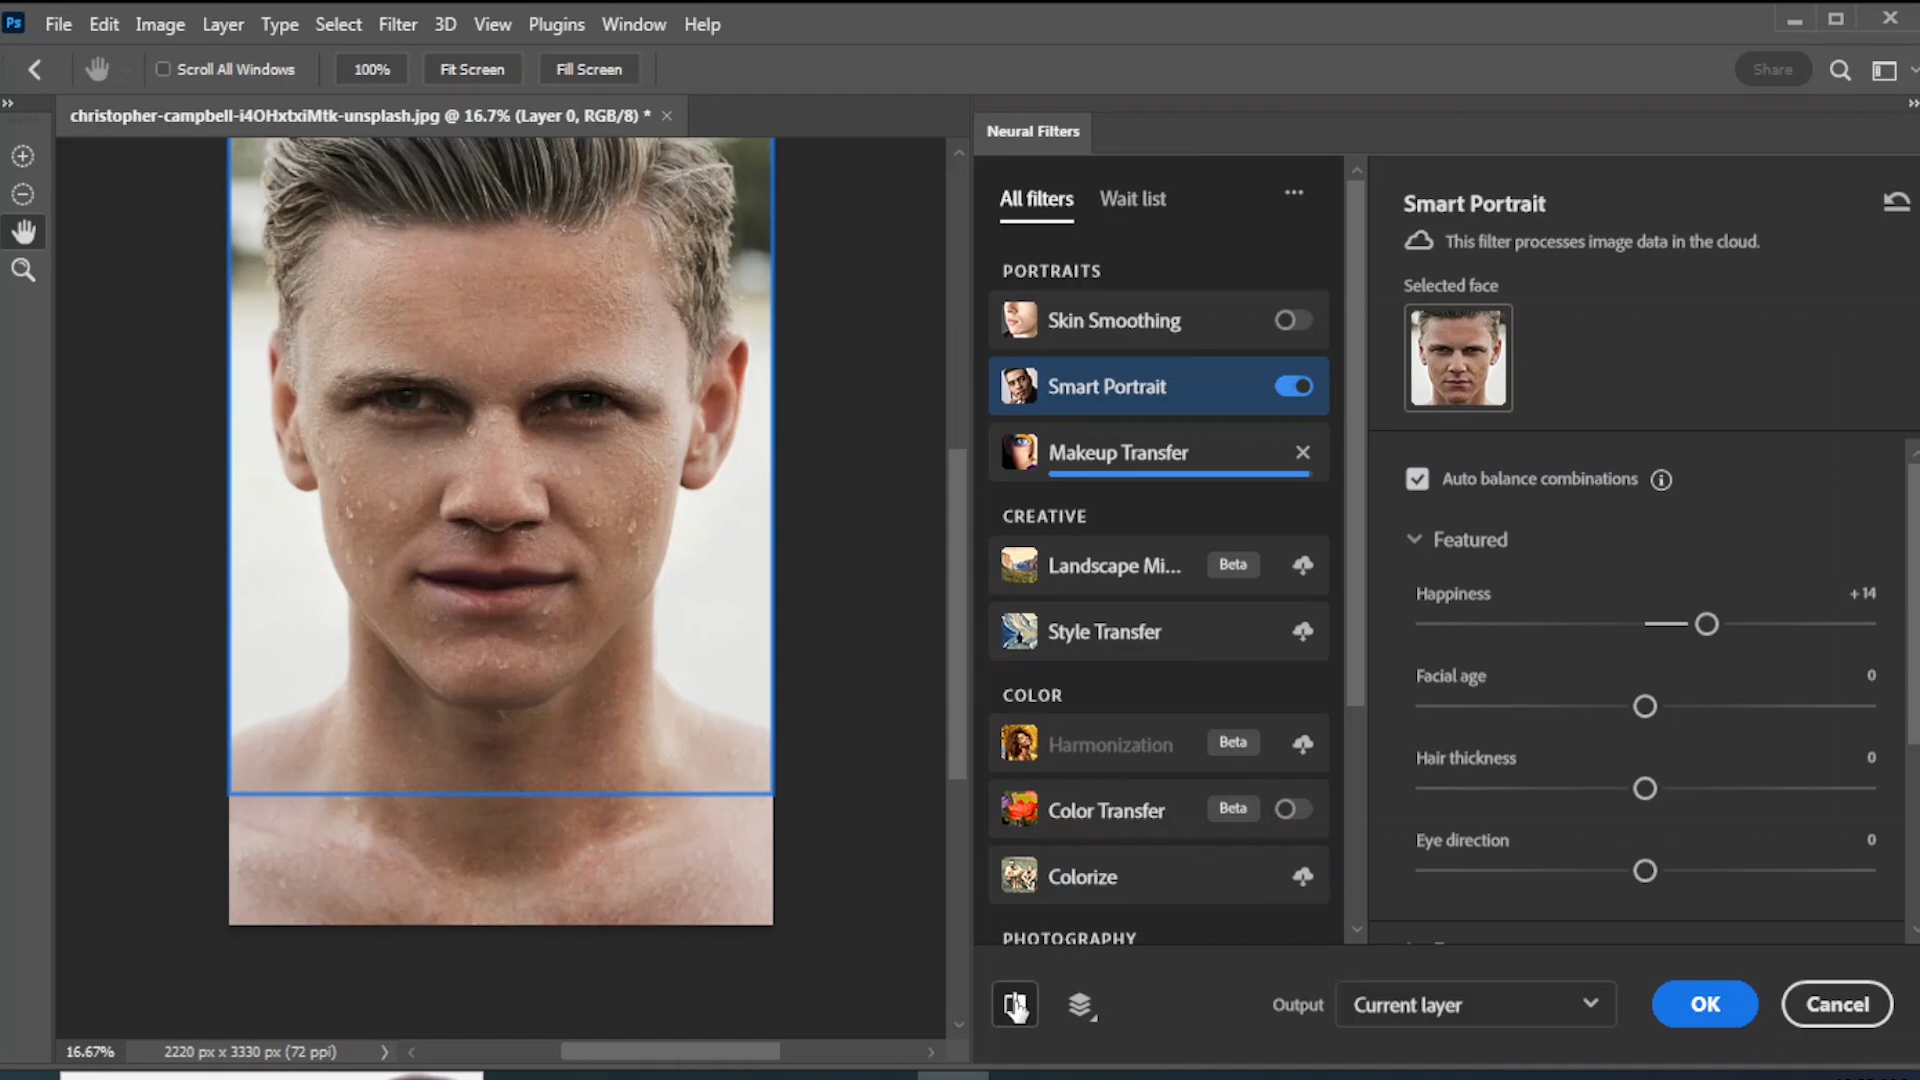 Ps File Edit Image Layer Type Select Filter 3D View Plugins Window Help
Scroll All Windows 100% Fit Screen Fill Screen Share
christopher-campbell-i4OHxtxiMtk-unsplash.jpg @ 16.7% (Layer 0, RGB/8) *
Neural Filters
All filters Wait list
PORTRAITS
Skin Smoothing
Smart Portrait
Makeup Transfer
CREATIVE
Landscape Mi... Beta
Style Transfer
COLOR
Harmonization Beta
Color Transfer Beta
Colorize
PHOTOGRAPHY
Smart Portrait
This filter processes image data in the cloud.
Selected face
Auto balance combinations
Featured
Happiness +14
Facial age 0
Hair thickness 0
Eye direction 0
Output Current layer OK Cancel
16.67% 2220 px x 3330 px (72 ppi)